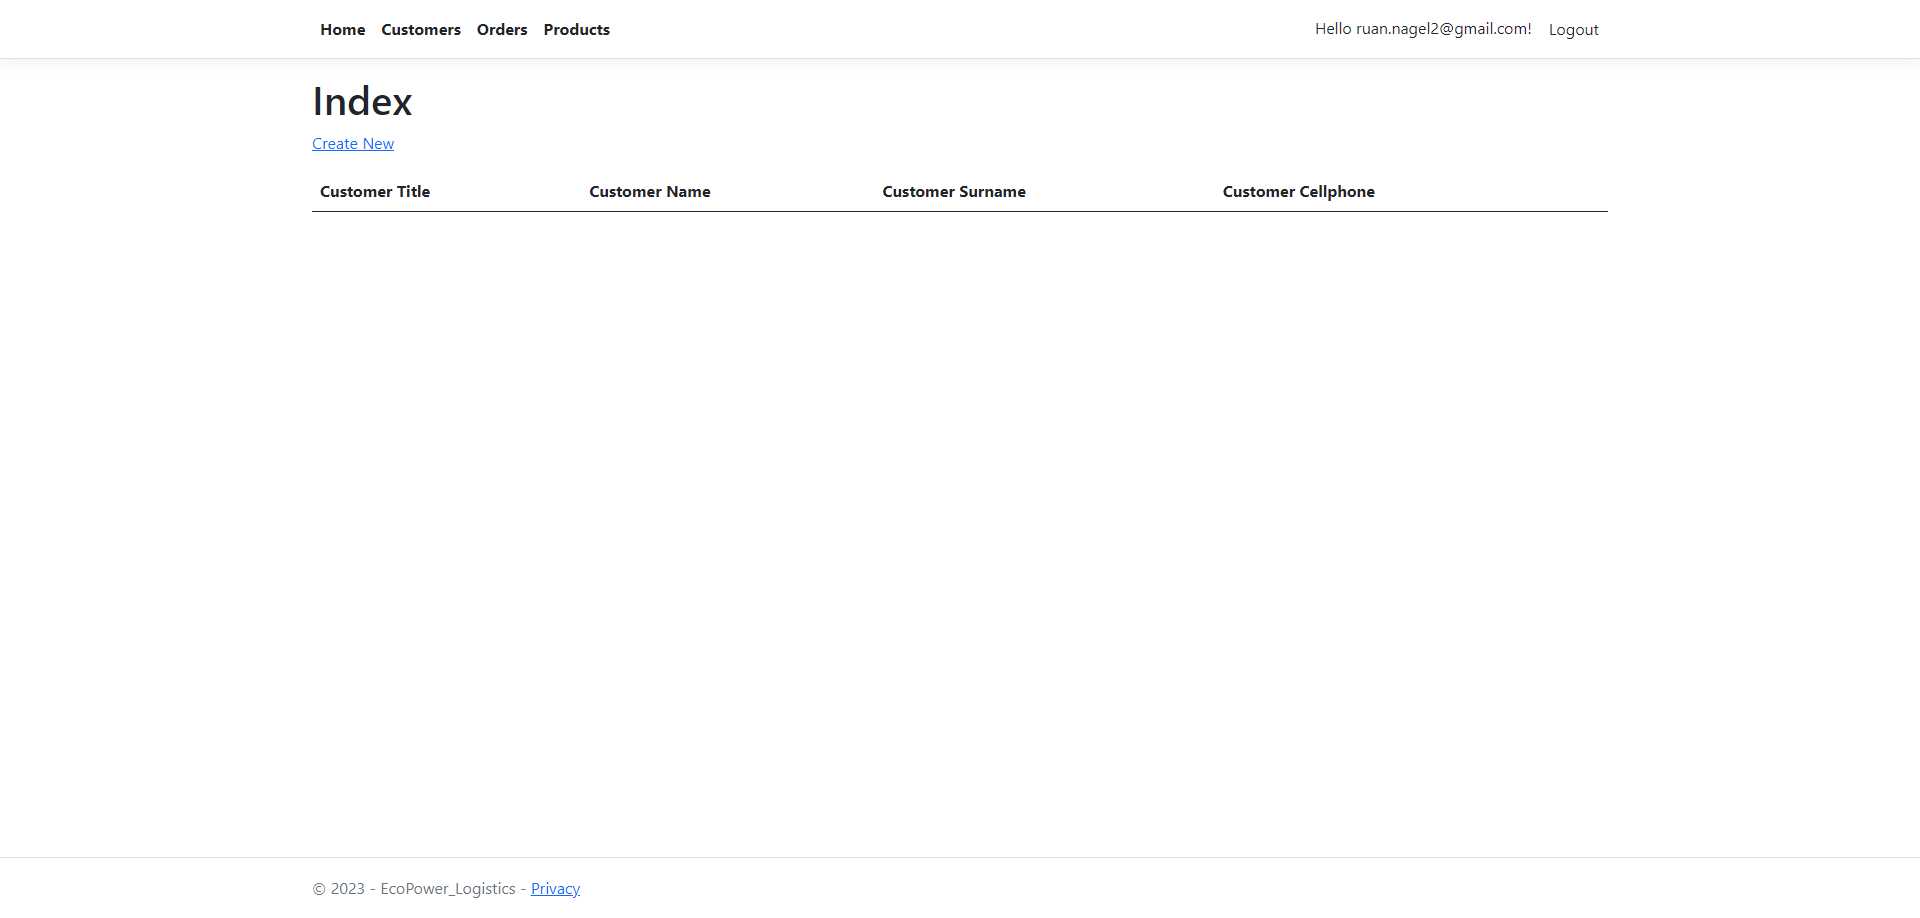 Home Customers Orders Products Hello ruan.nagel2@gmail.com! Logout
Index
Create New
Customer Title Customer Name Customer Surname Customer Cellphone
© 2023 - EcoPower_Logistics - Privacy